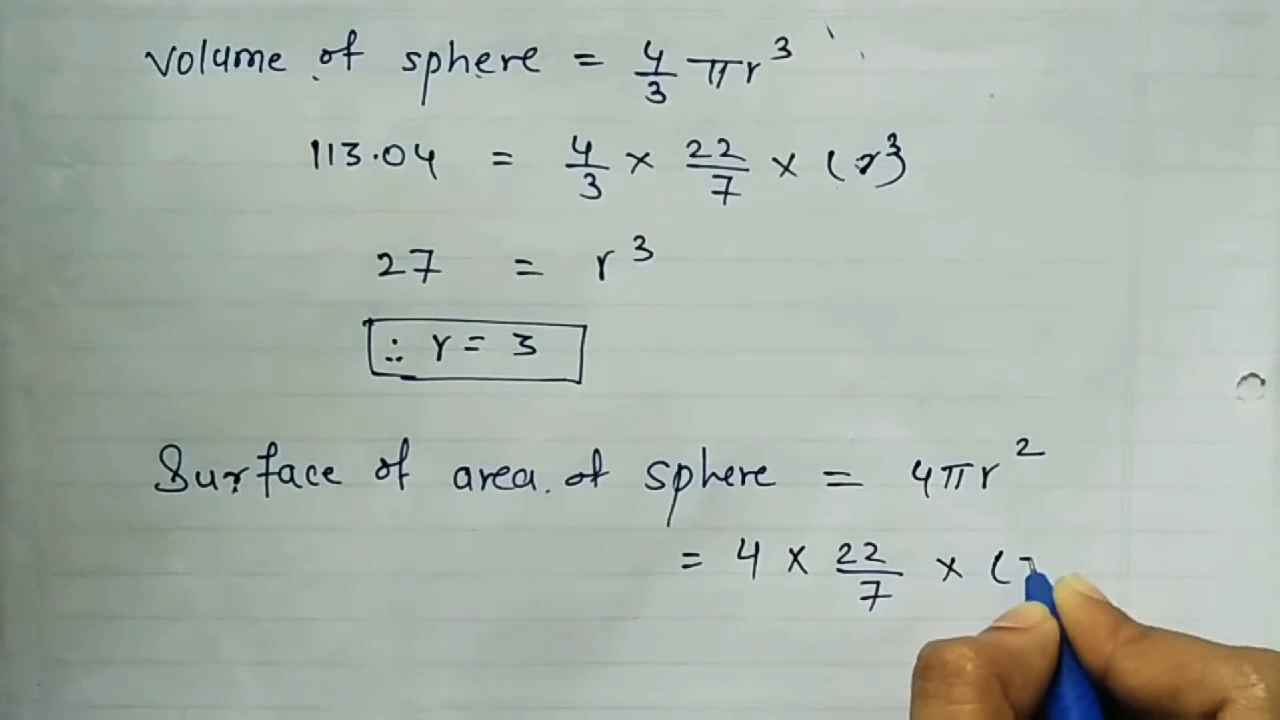 Volume of sphere = 4/3 πr³
113.04 = 4/3 × 22/7 × (r)³
27 = r³
∴ r = 3
Surface of area of sphere = 4πr²
= 4 × 22/7 × (